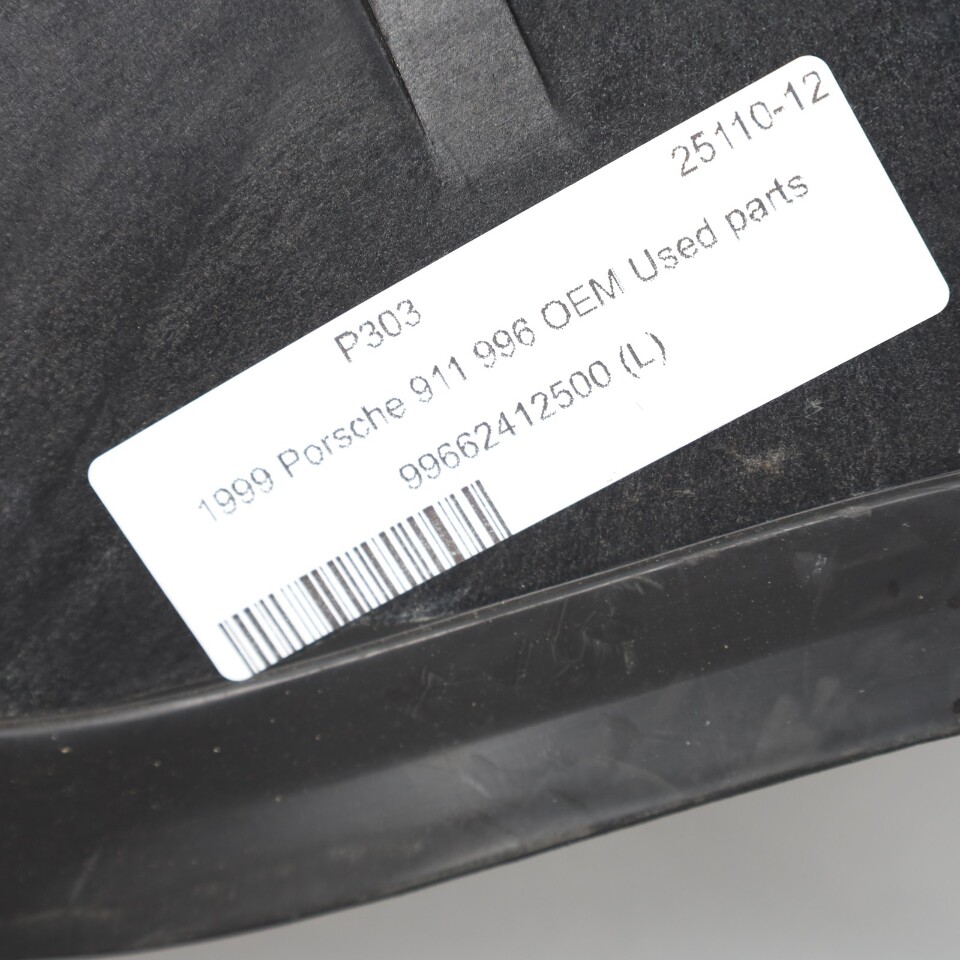 25110-12
P303
1999 Porsche 911 996 OEM Used parts
99662412500 (L)